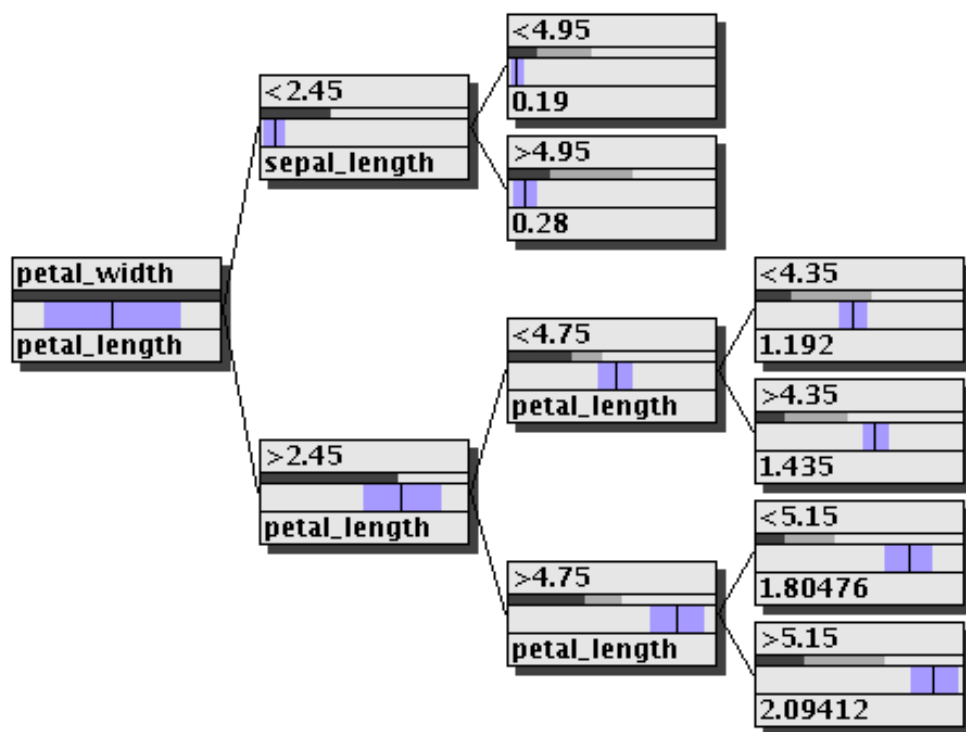 petal_width
petal_length
<2.45
sepal_length
<4.95
0.19
>4.95
0.28
>2.45
petal_length
<4.75
petal_length
<4.35
1.192
>4.35
1.435
>4.75
petal_length
<5.15
1.80476
>5.15
2.09412